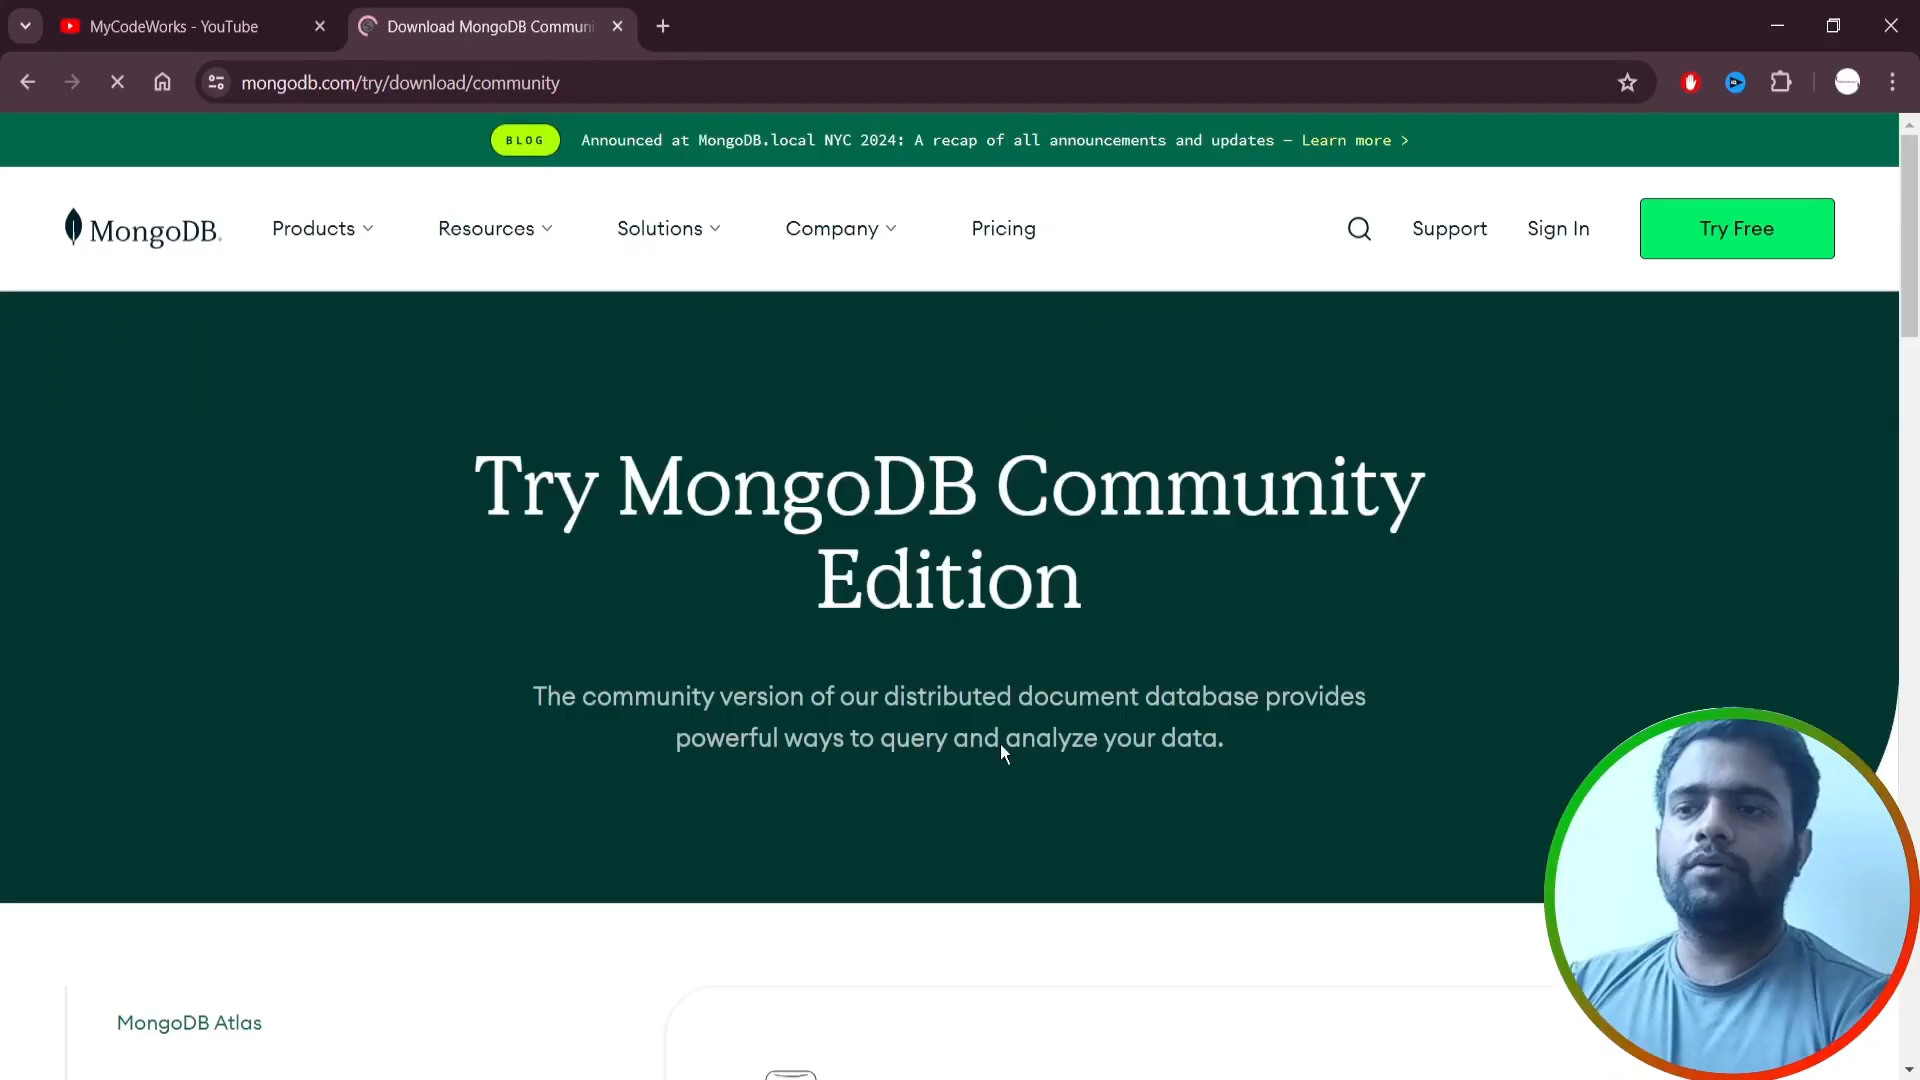 MyCodeWorks - YouTube
Download MongoDB Communi
mongodb.com/try/download/community
BLOG
Announced at MongoDB.local NYC 2024: A recap of all announcements and updates — Learn more >
MongoDB.
Products
Resources
Solutions
Company
Pricing
Support
Sign In
Try Free
Try MongoDB Community
Edition
The community version of our distributed document database provides
powerful ways to query and analyze your data.
MongoDB Atlas